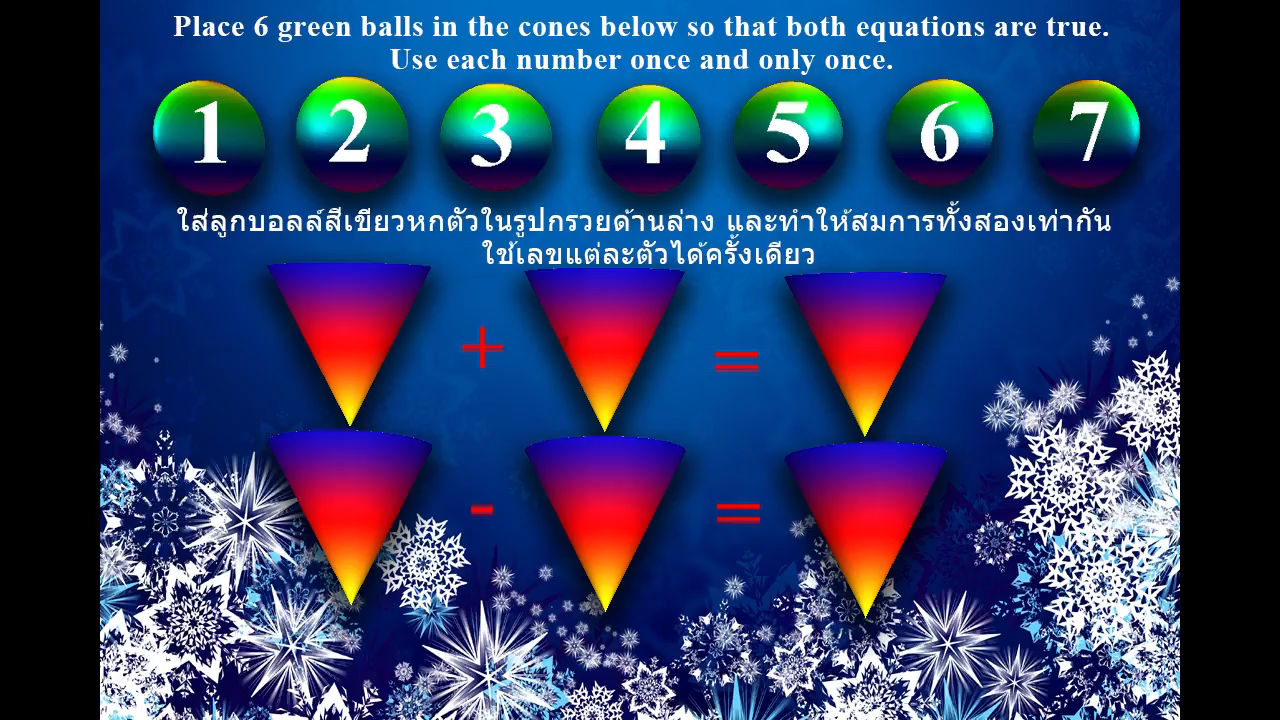 Place 6 green balls in the cones below so that both equations are true.
Use each number once and only once.
1 2 3 4 5 6 7
ใส่ลูกบอลล์สีเขียวหกตัวในรูปกรวยด้านล่าง และทำให้สมการทั้งสองเท่ากัน
ใช้เลขแต่ละตัวได้ครั้งเดียว
+ =
- =